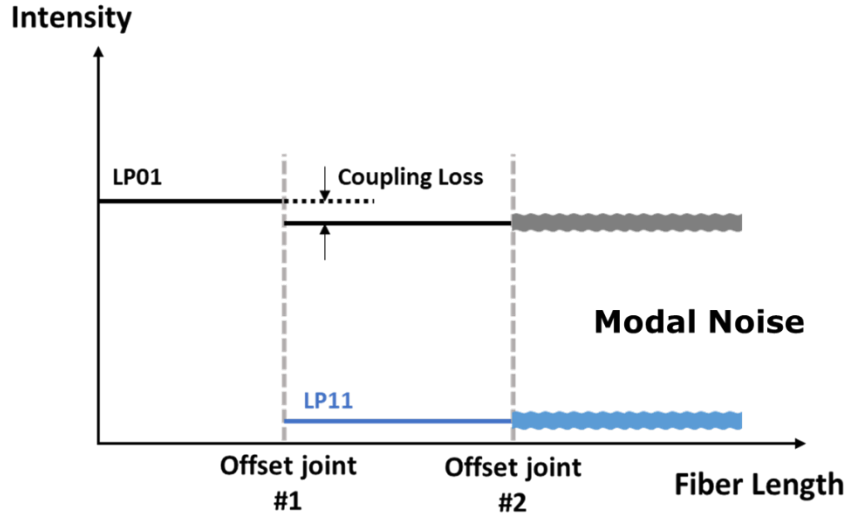 Intensity
LP01
Coupling Loss
Modal Noise
LP11
Offset joint
#1
Offset joint
#2
Fiber Length